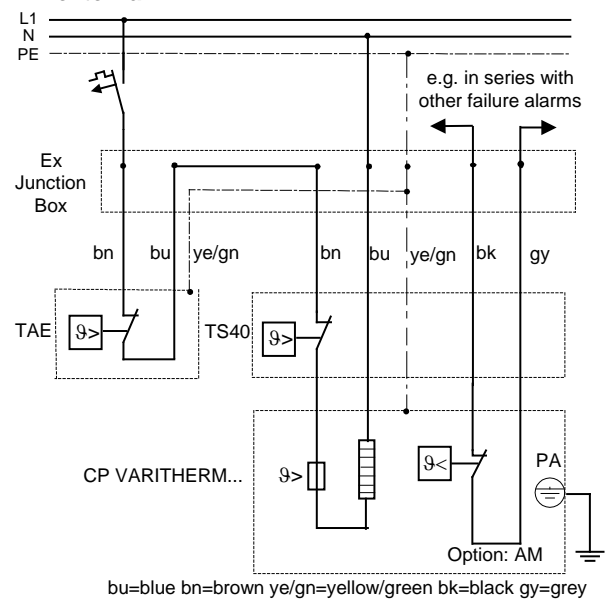 L1
N
PE
e.g. in series with
other failure alarms
Ex
Junction
Box
bn bu ye/gn bn bu ye/gn bk gy
TAE ϑ> TS40 ϑ>
CP VARITHERM... ϑ> ϑ< PA
Option: AM
bu=blue bn=brown ye/gn=yellow/green bk=black gy=grey